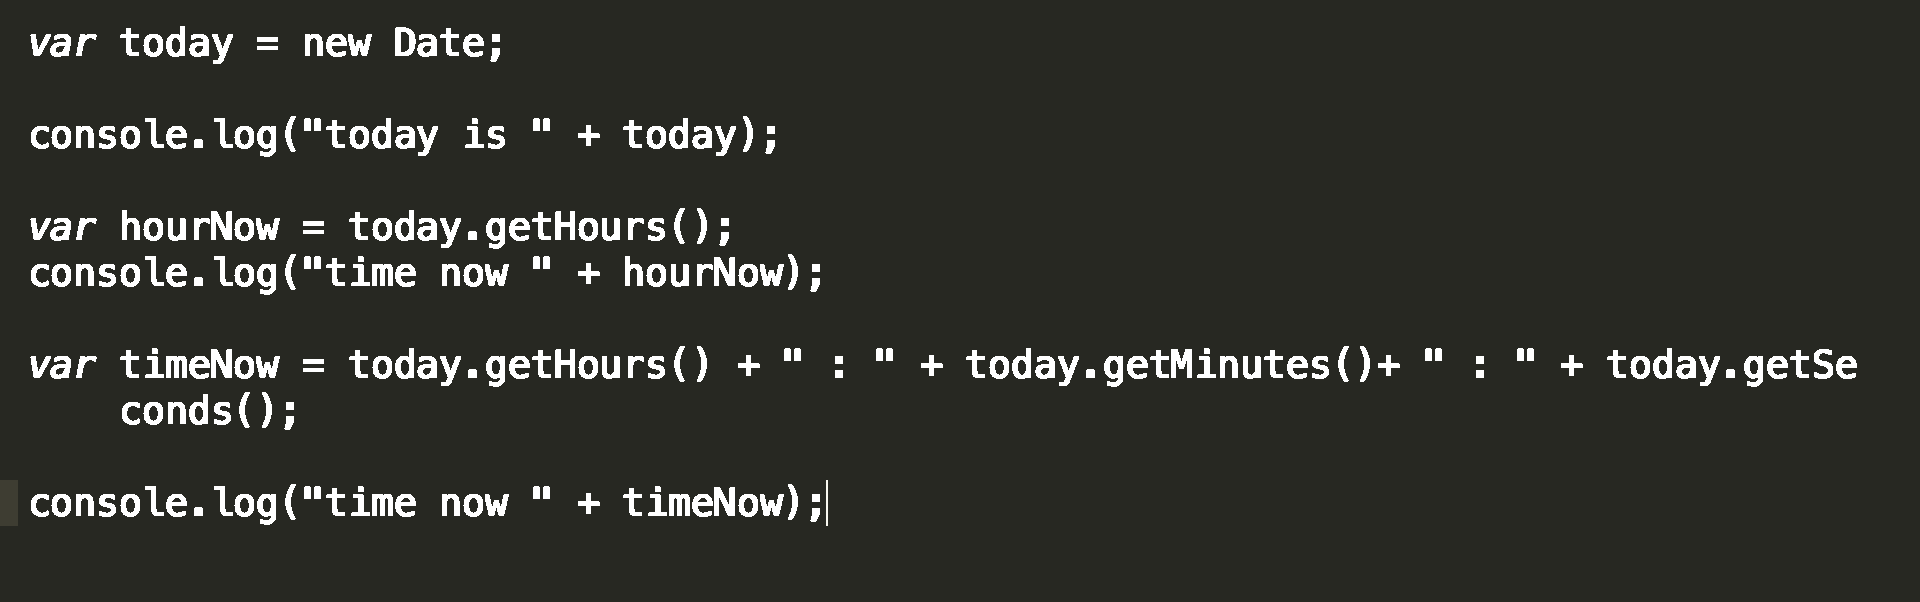 var today = new Date;
console.log("today is " + today);
var hourNow = today.getHours();
console.log("time now " + hourNow);
var timeNow = today.getHours() + " : " + today.getMinutes()+ " : " + today.getSe
conds();
console.log("time now " + timeNow);